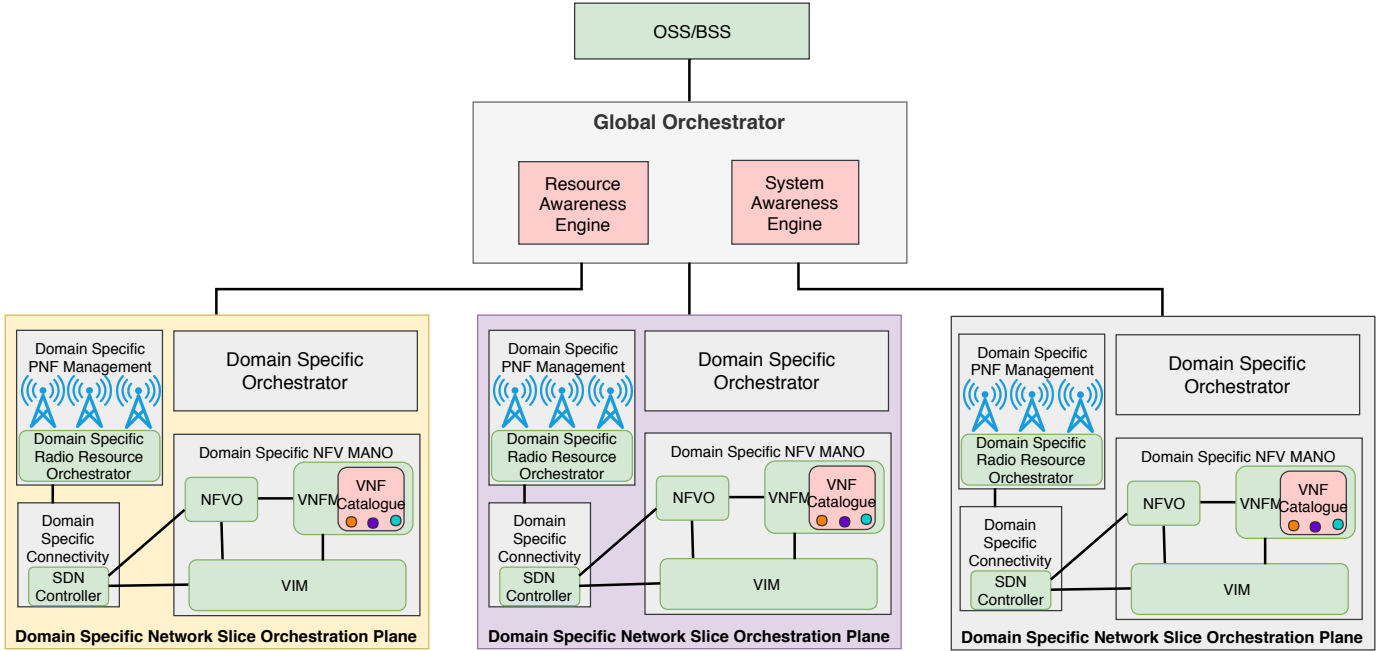 OSS/BSS
Global Orchestrator
Resource
Awareness
Engine
System
Awareness
Engine
Domain Specific
PNF Management
Domain Specific
Radio Resource
Orchestrator
Domain Specific
Orchestrator
Domain Specific NFV MANO
NFVO
VNFM
VNF
Catalogue
VIM
Domain
Specific
Connectivity
SDN
Controller
Domain Specific Network Slice Orchestration Plane
Domain Specific
PNF Management
Domain Specific
Radio Resource
Orchestrator
Domain Specific
Orchestrator
Domain Specific NFV MANO
NFVO
VNFM
VNF
Catalogue
VIM
Domain
Specific
Connectivity
SDN
Controller
Domain Specific Network Slice Orchestration Plane
Domain Specific
PNF Management
Domain Specific
Radio Resource
Orchestrator
Domain Specific
Orchestrator
Domain Specific NFV MANO
NFVO
VNFM
VNF
Catalogue
VIM
Domain
Specific
Connectivity
SDN
Controller
Domain Specific Network Slice Orchestration Plane